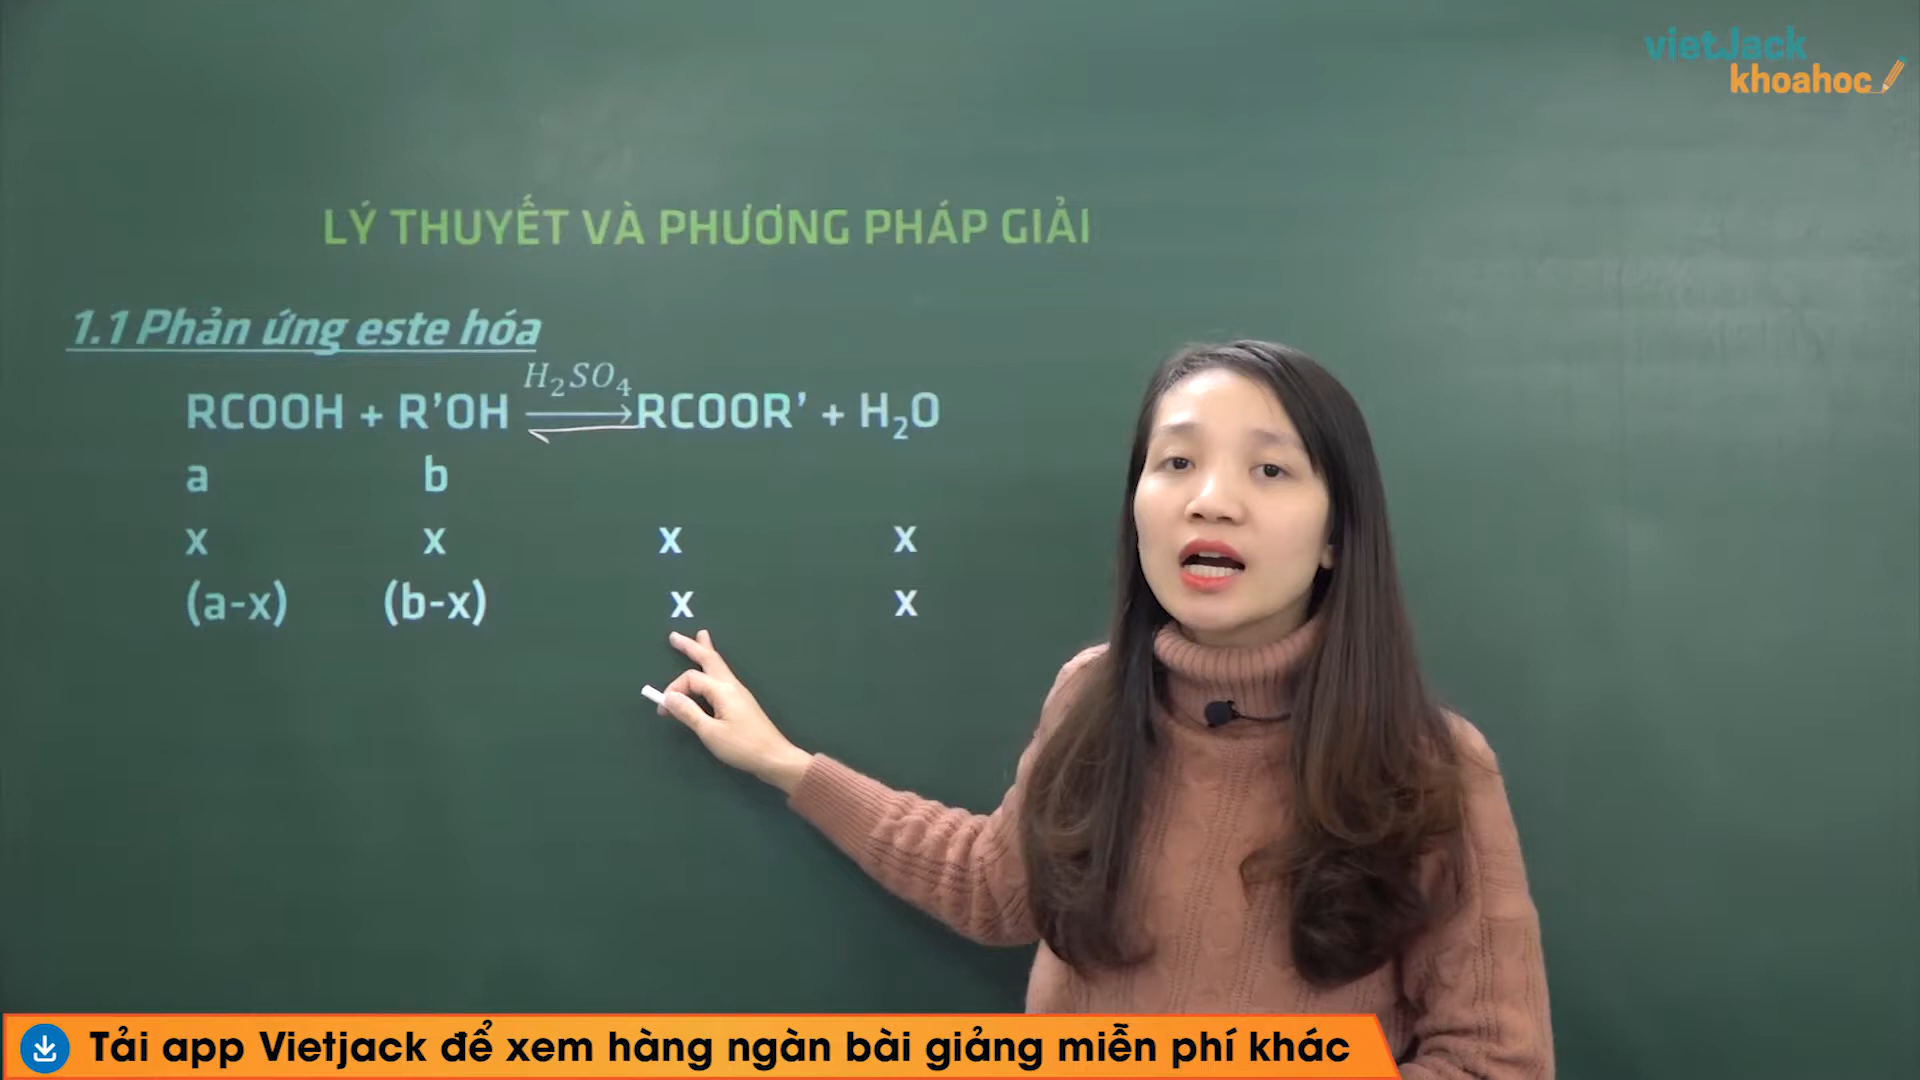 vietJack
khoahoc
LÝ THUYẾT VÀ PHƯƠNG PHÁP GIẢI
1.1 Phản ứng este hóa
H₂SO₄
RCOOH + R’OH ⇌ RCOOR’ + H₂O
a b
x x x x
(a-x) (b-x) x x
Tải app Vietjack để xem hàng ngàn bài giảng miễn phí khác